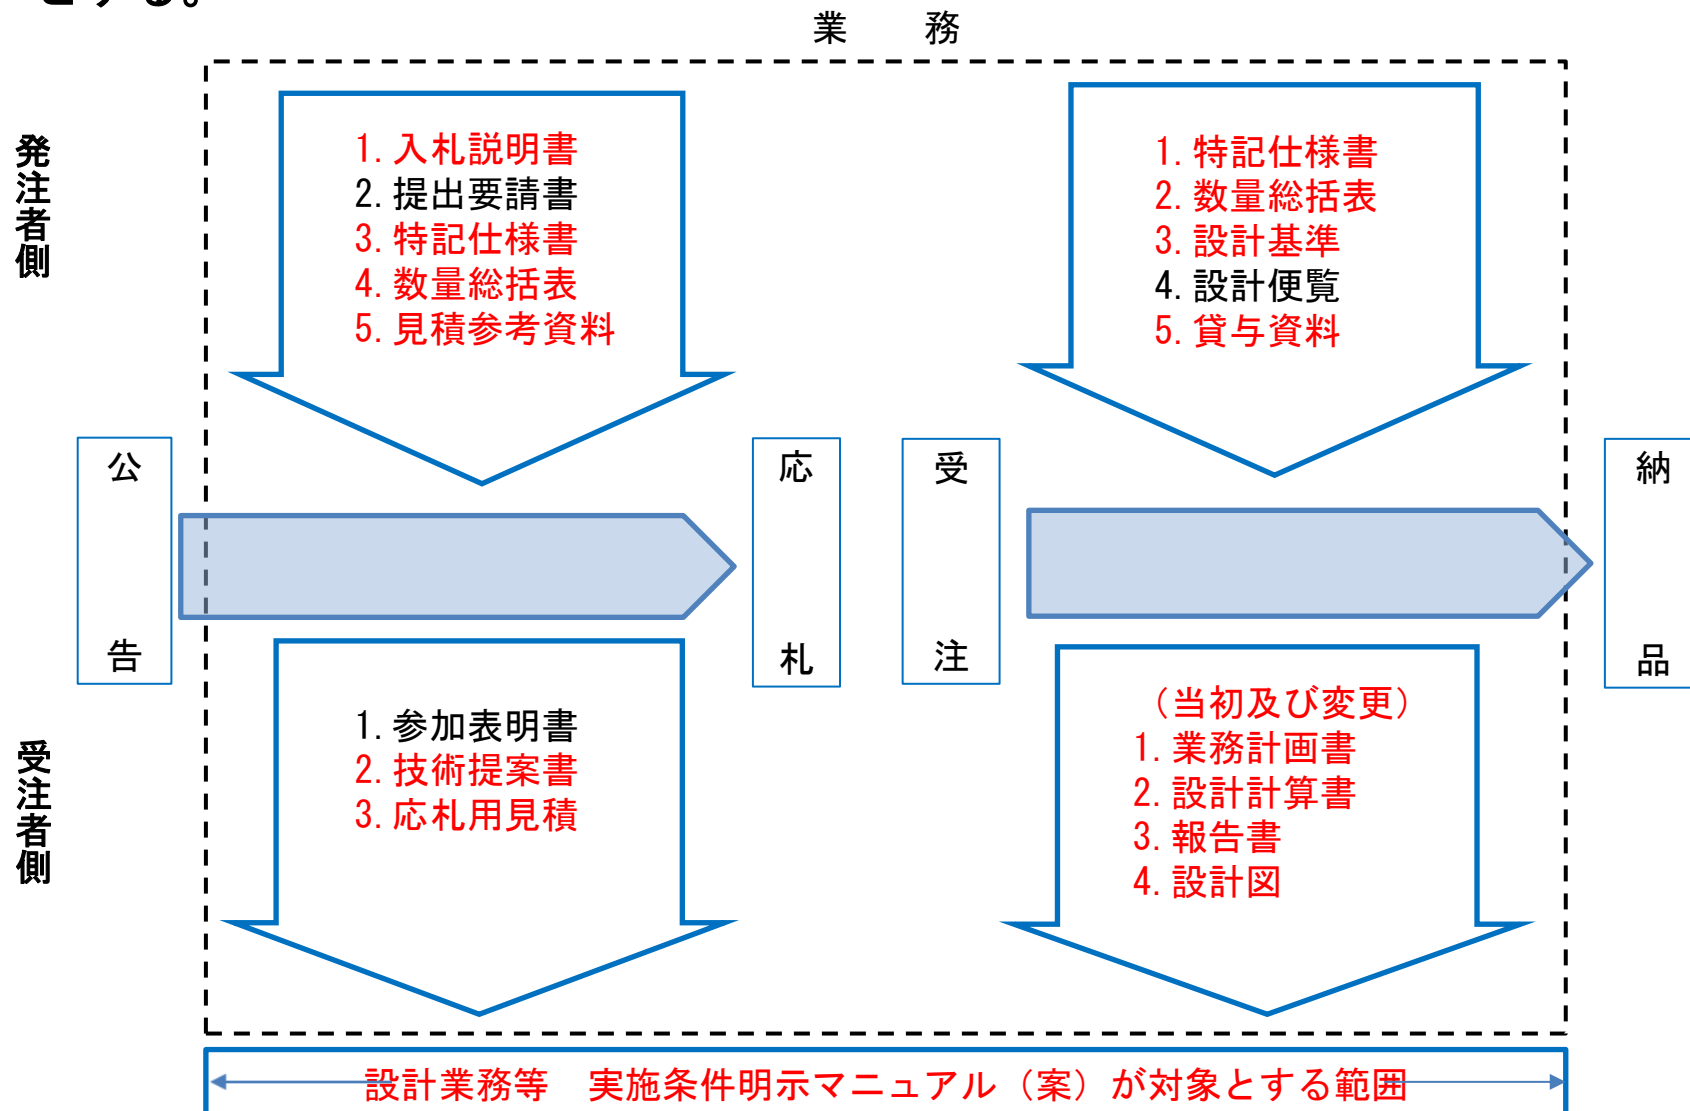 とする。
業　　務
発注者側
1. 入札説明書
2. 提出要請書
3. 特記仕様書
4. 数量総括表
5. 見積参考資料
1. 特記仕様書
2. 数量総括表
3. 設計基準
4. 設計便覧
5. 貸与資料
公告
応札
受注
納品
受注者側
1. 参加表明書
2. 技術提案書
3. 応札用見積
（当初及び変更）
1. 業務計画書
2. 設計計算書
3. 報告書
4. 設計図
設計業務等　実施条件明示マニュアル（案）が対象とする範囲